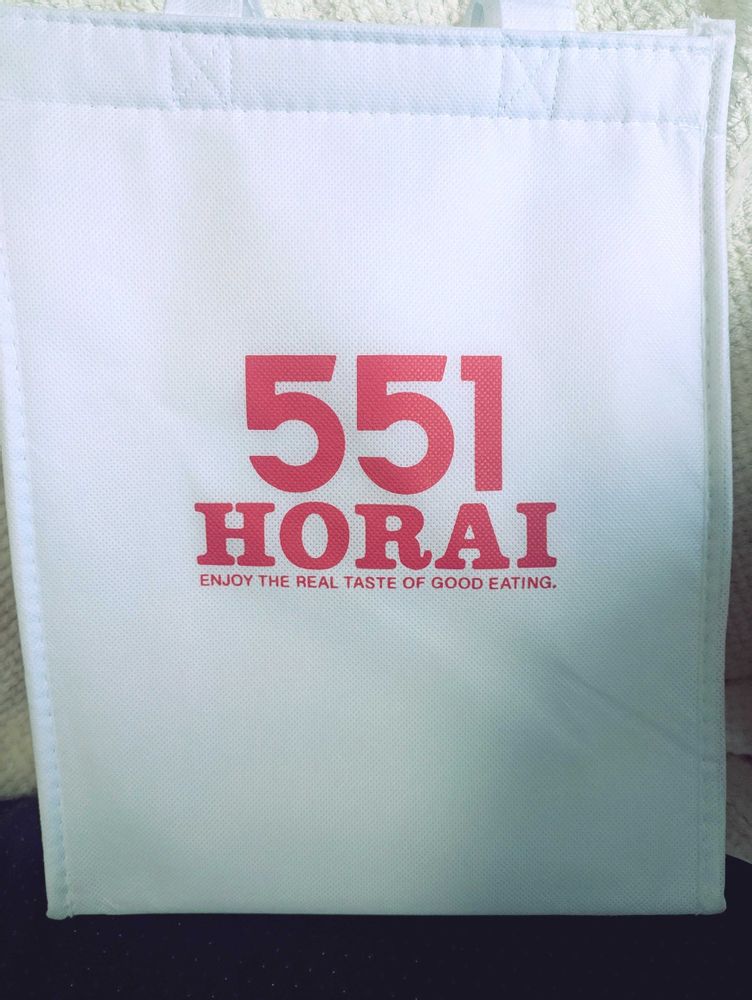 551
HORAI
ENJOY THE REAL TASTE OF GOOD EATING.